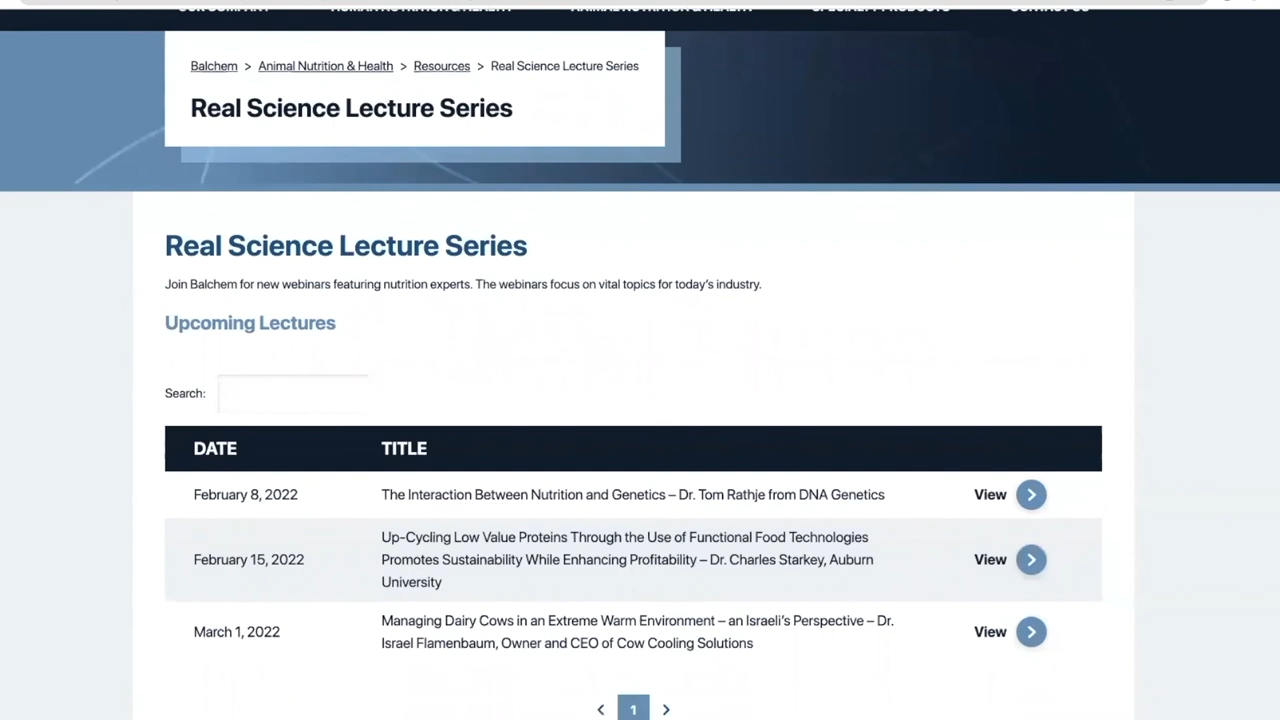 Balchem > Animal Nutrition & Health > Resources > Real Science Lecture Series
Real Science Lecture Series
Real Science Lecture Series
Join Balchem for new webinars featuring nutrition experts. The webinars focus on vital topics for today's industry.
Upcoming Lectures
Search:
DATE TITLE
February 8, 2022 The Interaction Between Nutrition and Genetics – Dr. Tom Rathje from DNA Genetics View
Up-Cycling Low Value Proteins Through the Use of Functional Food Technologies
February 15, 2022 Promotes Sustainability While Enhancing Profitability – Dr. Charles Starkey, Auburn View
University
Managing Dairy Cows in an Extreme Warm Environment – an Israeli's Perspective – Dr.
March 1, 2022 View
Israel Flamenbaum, Owner and CEO of Cow Cooling Solutions
1